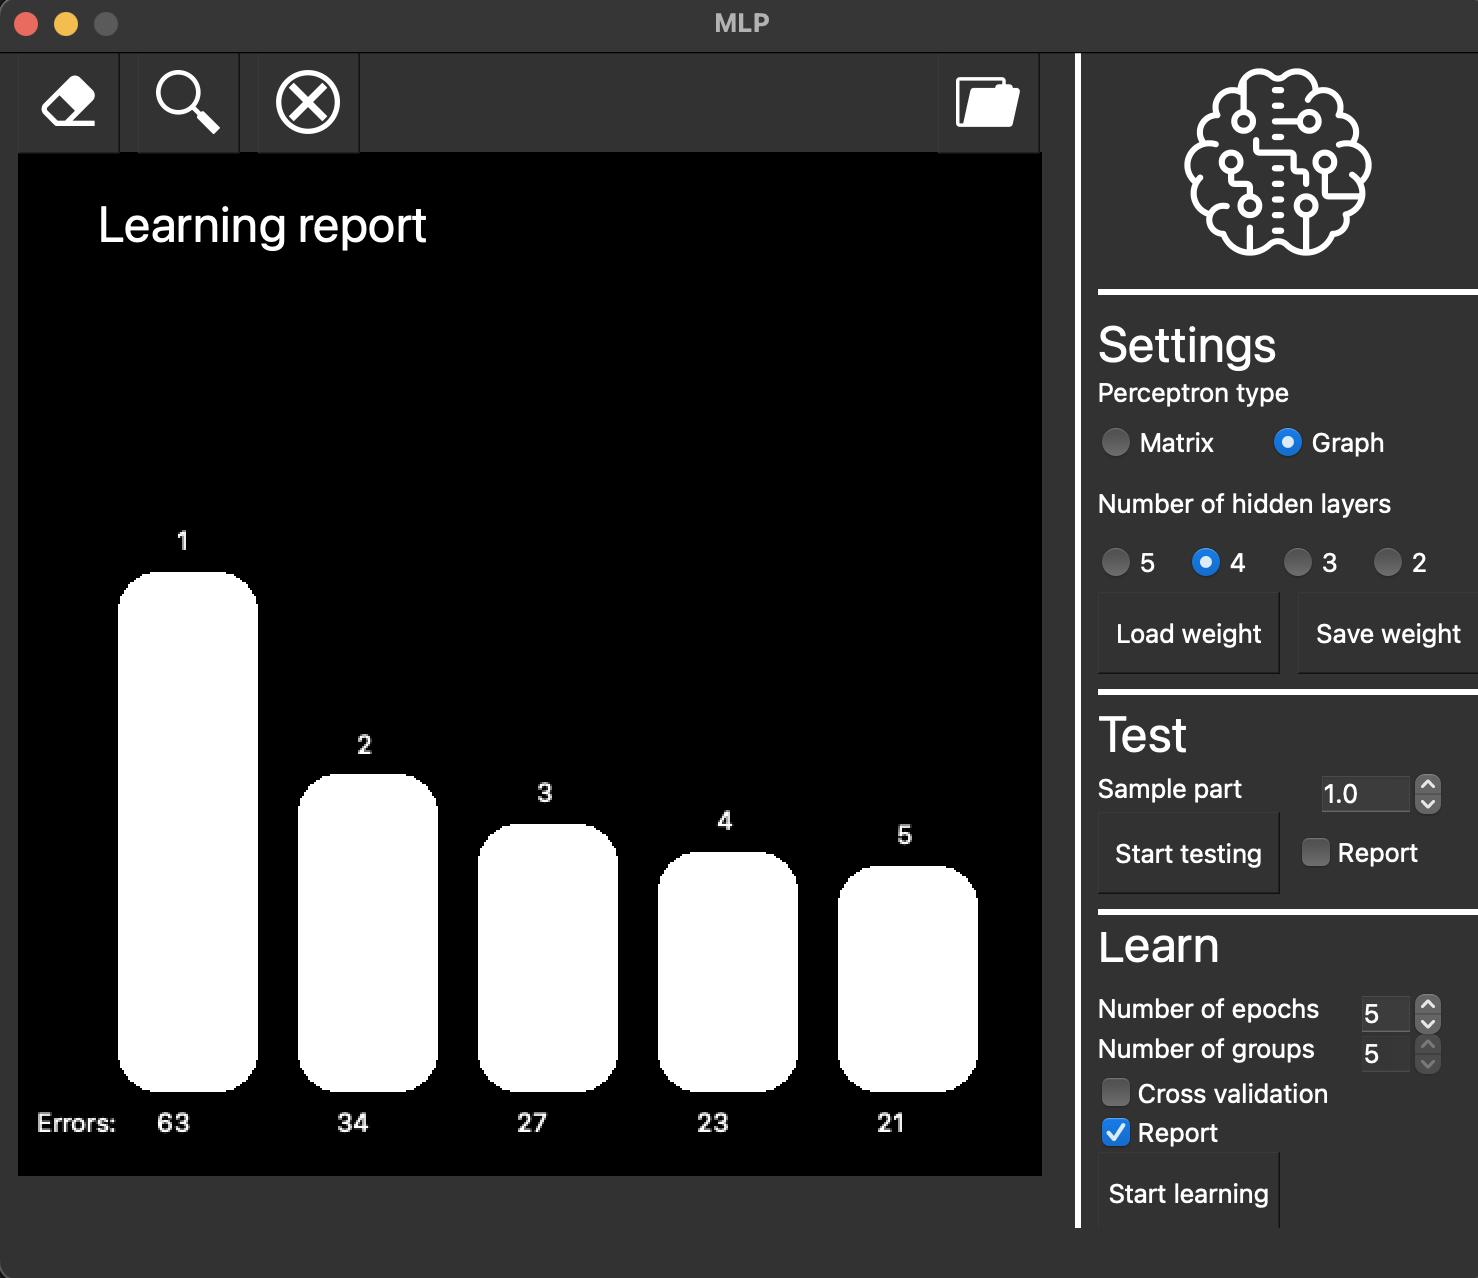 MLP
Learning report
1
2
3
4
5
Errors: 63 34 27 23 21
Settings
Perceptron type
Matrix Graph
Number of hidden layers
5 4 3 2
Load weight Save weight
Test
Sample part 1.0
Start testing Report
Learn
Number of epochs 5
Number of groups 5
Cross validation
Report
Start learning